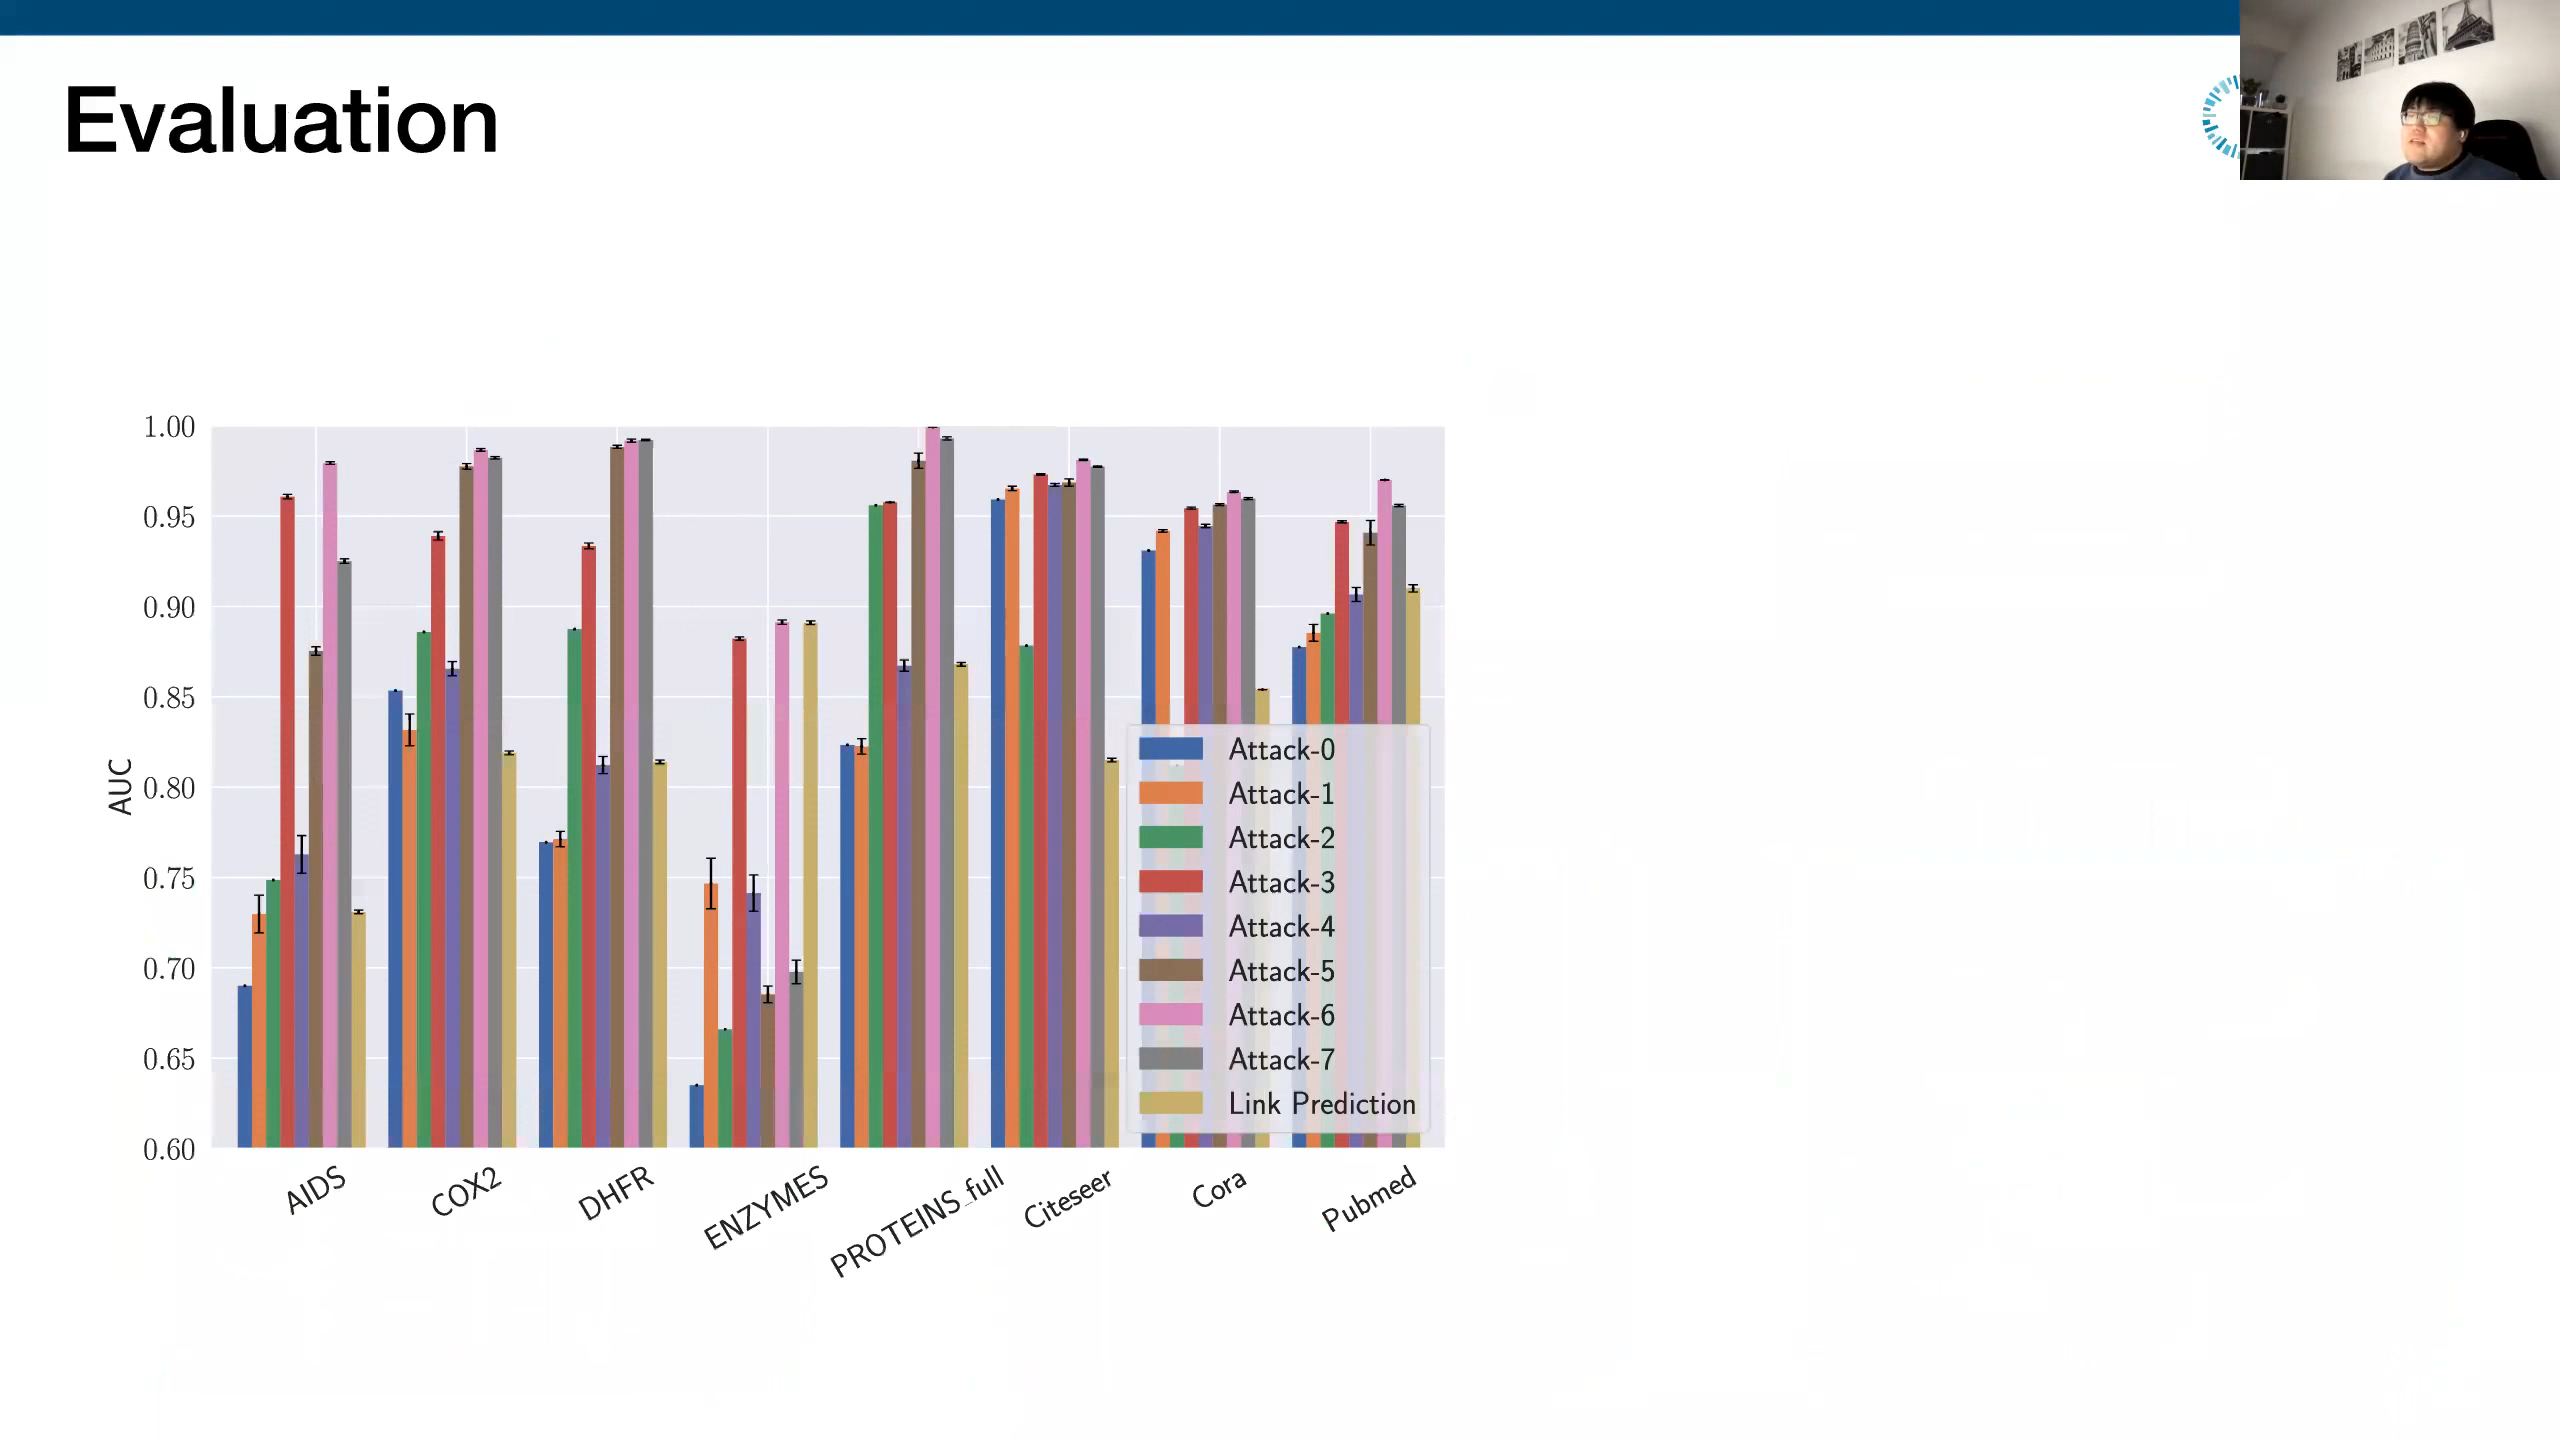 Evaluation
1.00
0.95
0.90
0.85
0.80
0.75
0.70
0.65
0.60
AUC
Attack-0
Attack-1
Attack-2
Attack-3
Attack-4
Attack-5
Attack-6
Attack-7
Link Prediction
AIDS
COX2
DHFR
ENZYMES
PROTEINS_full
Citeseer
Cora
Pubmed